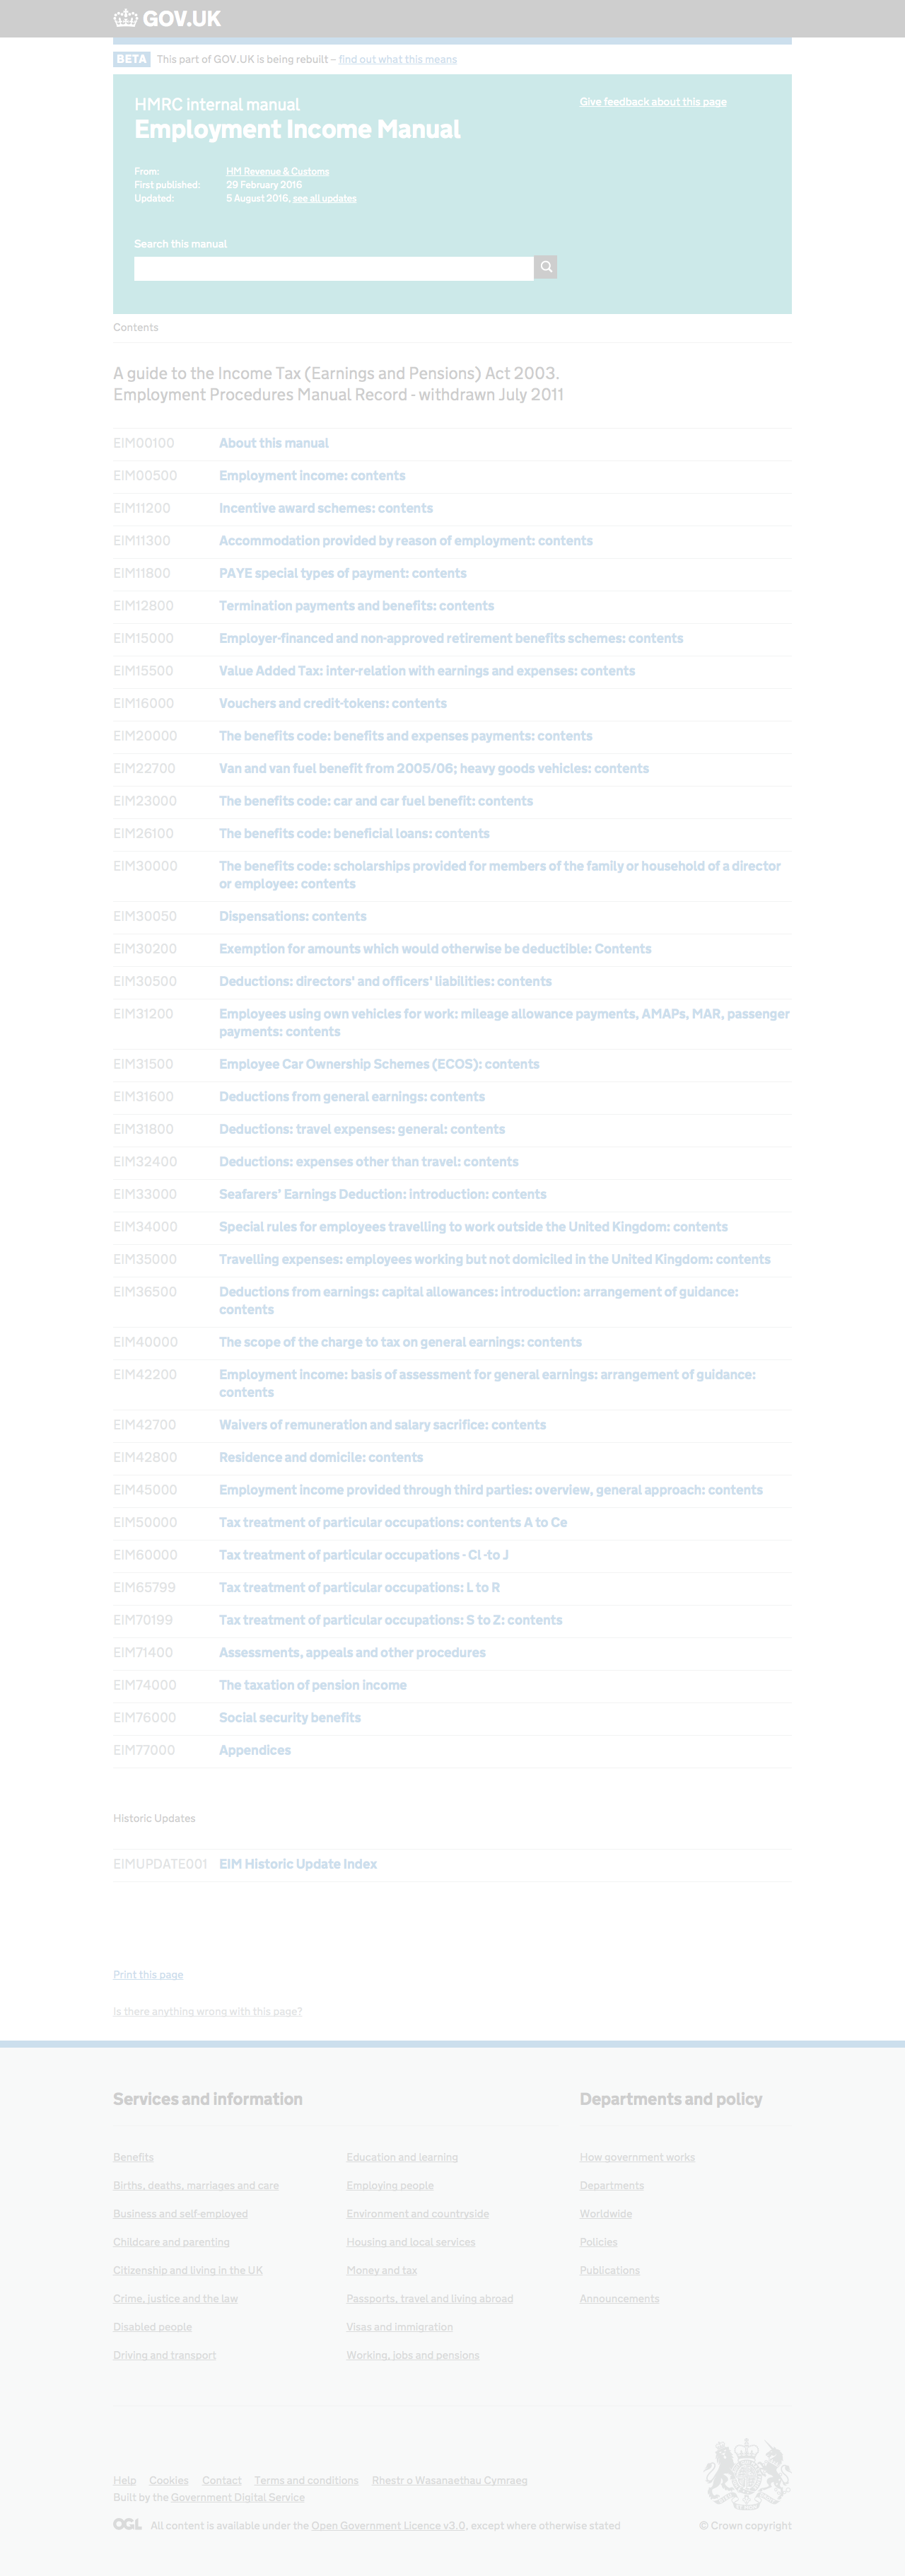 GOV.UK
BETA This part of GOV.UK is being rebuilt – find out what this means
HMRC internal manual
Employment Income Manual
Give feedback about this page
From: HM Revenue & Customs
First published: 29 February 2016
Updated: 5 August 2016, see all updates
Search this manual
Contents
A guide to the Income Tax (Earnings and Pensions) Act 2003.
Employment Procedures Manual Record - withdrawn July 2011
EIM00100 About this manual
EIM00500 Employment income: contents
EIM11200 Incentive award schemes: contents
EIM11300 Accommodation provided by reason of employment: contents
EIM11800 PAYE special types of payment: contents
EIM12800 Termination payments and benefits: contents
EIM15000 Employer-financed and non-approved retirement benefits schemes: contents
EIM15500 Value Added Tax: inter-relation with earnings and expenses: contents
EIM16000 Vouchers and credit-tokens: contents
EIM20000 The benefits code: benefits and expenses payments: contents
EIM22700 Van and van fuel benefit from 2005/06; heavy goods vehicles: contents
EIM23000 The benefits code: car and car fuel benefit: contents
EIM26100 The benefits code: beneficial loans: contents
EIM30000 The benefits code: scholarships provided for members of the family or household of a director
or employee: contents
EIM30050 Dispensations: contents
EIM30200 Exemption for amounts which would otherwise be deductible: Contents
EIM30500 Deductions: directors' and officers' liabilities: contents
EIM31200 Employees using own vehicles for work: mileage allowance payments, AMAPs, MAR, passenger
payments: contents
EIM31500 Employee Car Ownership Schemes (ECOS): contents
EIM31600 Deductions from general earnings: contents
EIM31800 Deductions: travel expenses: general: contents
EIM32400 Deductions: expenses other than travel: contents
EIM33000 Seafarers' Earnings Deduction: introduction: contents
EIM34000 Special rules for employees travelling to work outside the United Kingdom: contents
EIM35000 Travelling expenses: employees working but not domiciled in the United Kingdom: contents
EIM36500 Deductions from earnings: capital allowances: introduction: arrangement of guidance:
contents
EIM40000 The scope of the charge to tax on general earnings: contents
EIM42200 Employment income: basis of assessment for general earnings: arrangement of guidance:
contents
EIM42700 Waivers of remuneration and salary sacrifice: contents
EIM42800 Residence and domicile: contents
EIM45000 Employment income provided through third parties: overview, general approach: contents
EIM50000 Tax treatment of particular occupations: contents A to Ce
EIM60000 Tax treatment of particular occupations - Cl -to J
EIM65799 Tax treatment of particular occupations: L to R
EIM70199 Tax treatment of particular occupations: S to Z: contents
EIM71400 Assessments, appeals and other procedures
EIM74000 The taxation of pension income
EIM76000 Social security benefits
EIM77000 Appendices
Historic Updates
EIMUPDATE001 EIM Historic Update Index
Print this page
Is there anything wrong with this page?
Services and information
Benefits
Births, deaths, marriages and care
Business and self-employed
Childcare and parenting
Citizenship and living in the UK
Crime, justice and the law
Disabled people
Driving and transport
Education and learning
Employing people
Environment and countryside
Housing and local services
Money and tax
Passports, travel and living abroad
Visas and immigration
Working, jobs and pensions
Departments and policy
How government works
Departments
Worldwide
Policies
Publications
Announcements
Help Cookies Contact Terms and conditions Rhestr o Wasanaethau Cymraeg
Built by the Government Digital Service
OGL All content is available under the Open Government Licence v3.0, except where otherwise stated
© Crown copyright